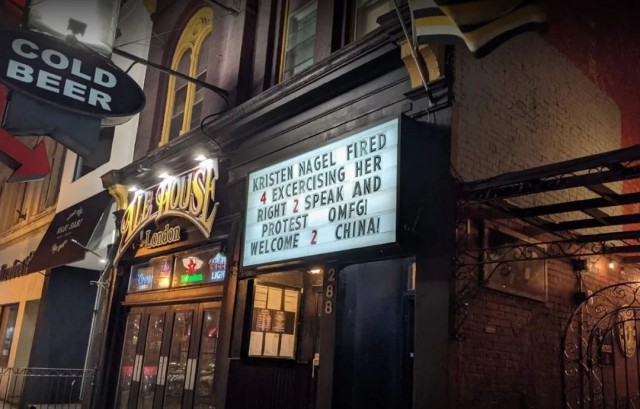 COLD
BEER
ALE HOUSE
London
KRISTEN NAGEL FIRED
4 EXCERCISING HER
RIGHT 2 SPEAK AND
PROTEST OMFG!
WELCOME 2 CHINA!
288